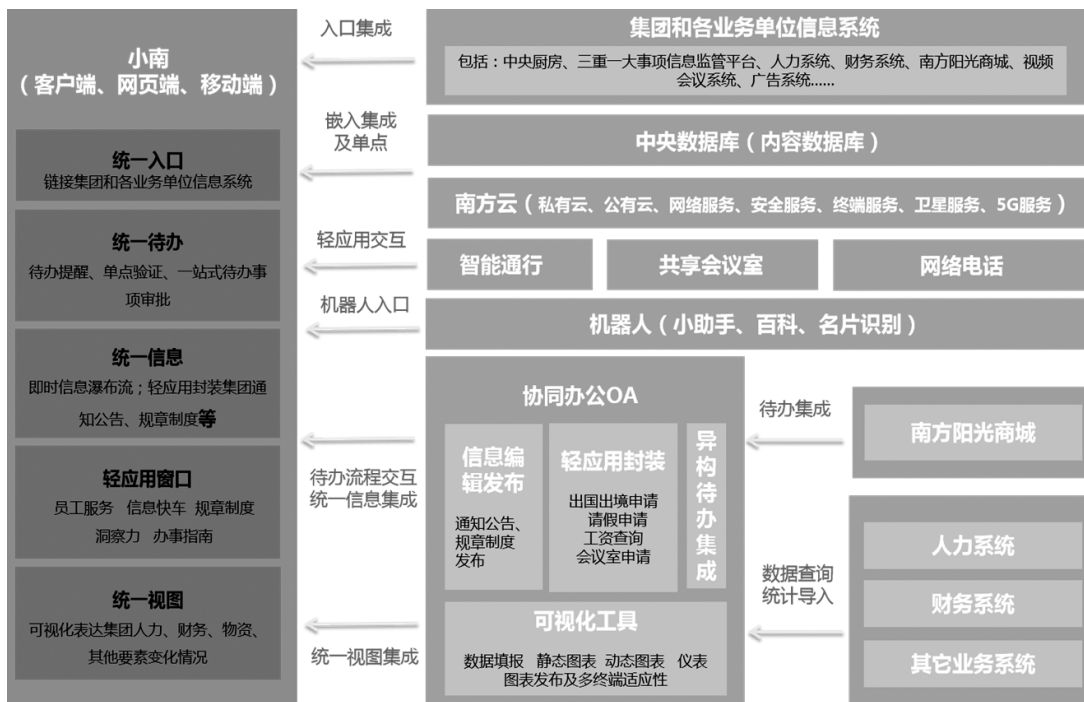 小南
（客户端、网页端、移动端）
统一入口
链接集团和各业务单位信息系统
统一待办
待办提醒、单点验证、一站式待办事
项审批
统一信息
即时信息瀑布流；轻应用封装集团通
知公告、规章制度等
轻应用窗口
员工服务 信息快车 规章制度
洞察力 办事指南
统一视图
可视化表达集团人力、财务、物资、
其他要素变化情况
入口集成
嵌入集成
及单点
轻应用交互
机器人入口
待办流程交互
统一信息集成
统一视图集成
集团和各业务单位信息系统
包括：中央厨房、三重一大事项信息监管平台、人力系统、财务系统、南方阳光商城、视频
会议系统、广告系统......
中央数据库（内容数据库）
南方云（私有云、公有云、网络服务、安全服务、终端服务、卫星服务、5G服务）
智能通行
共享会议室
网络电话
机器人（小助手、百科、名片识别）
协同办公OA
信息编
辑发布
通知公告、
规章制度
发布
轻应用封装
出国出境申请
请假申请
工资查询
会议室申请
异构待办集成
可视化工具
数据填报 静态图表 动态图表 仪表
图表发布及多终端适应性
待办集成
数据查询
统计导入
南方阳光商城
人力系统
财务系统
其它业务系统